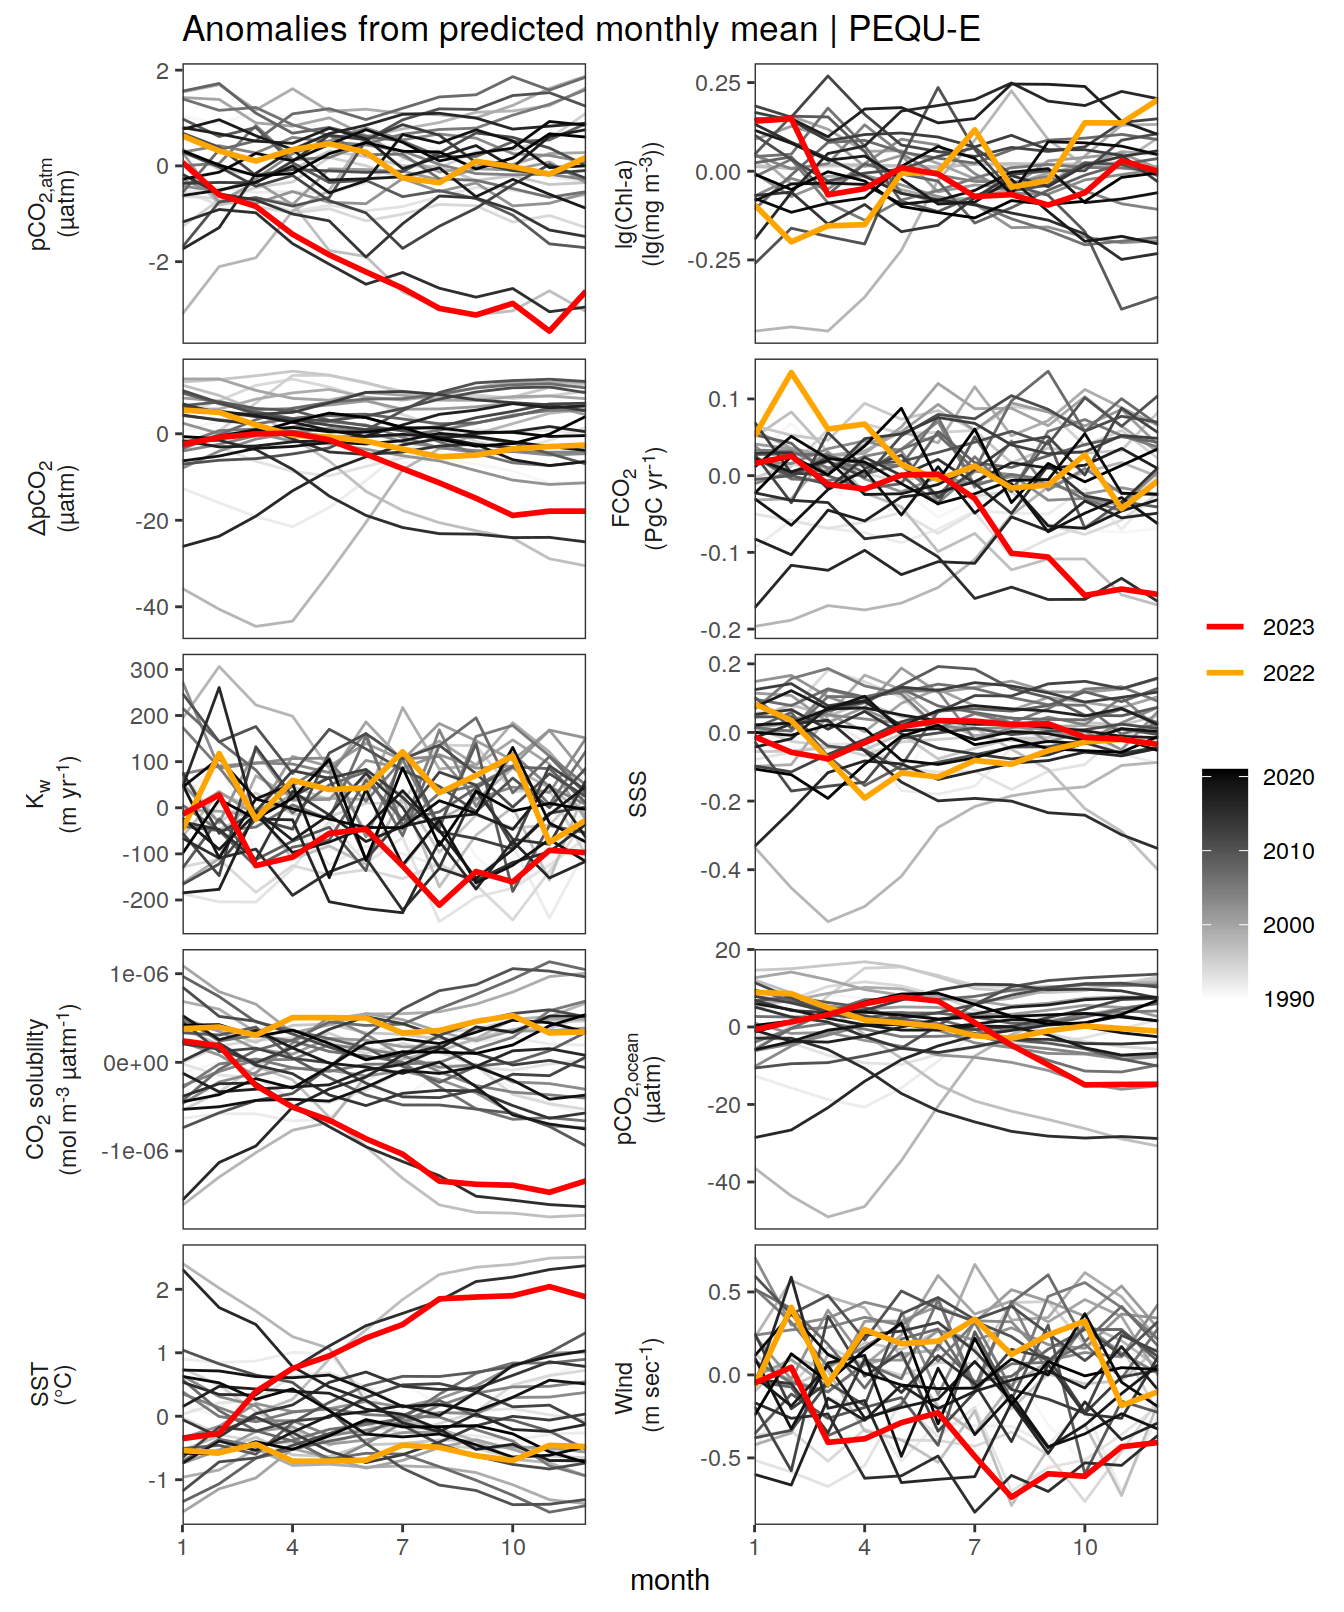 Anomalies from predicted monthly mean | PEQU-E
pCO2,atm
(µatm)
2
0
-2
lg(Chl-a)
(lg(mg m-3))
0.25
0.00
-0.25
ΔpCO2
(µatm)
0
-20
-40
FCO2
(PgC yr-1)
0.1
0.0
-0.1
-0.2
Kw
(m yr-1)
300
200
100
0
-100
-200
SSS
0.2
0.0
-0.2
-0.4
CO2 solubility
(mol m-3 µatm-1)
1e-06
0e+00
-1e-06
pCO2,ocean
(µatm)
20
0
-20
-40
SST
(°C)
2
1
0
-1
1 4 7 10
Wind
(m sec-1)
0.5
0.0
-0.5
1 4 7 10
month
2023
2022
2020
2010
2000
1990